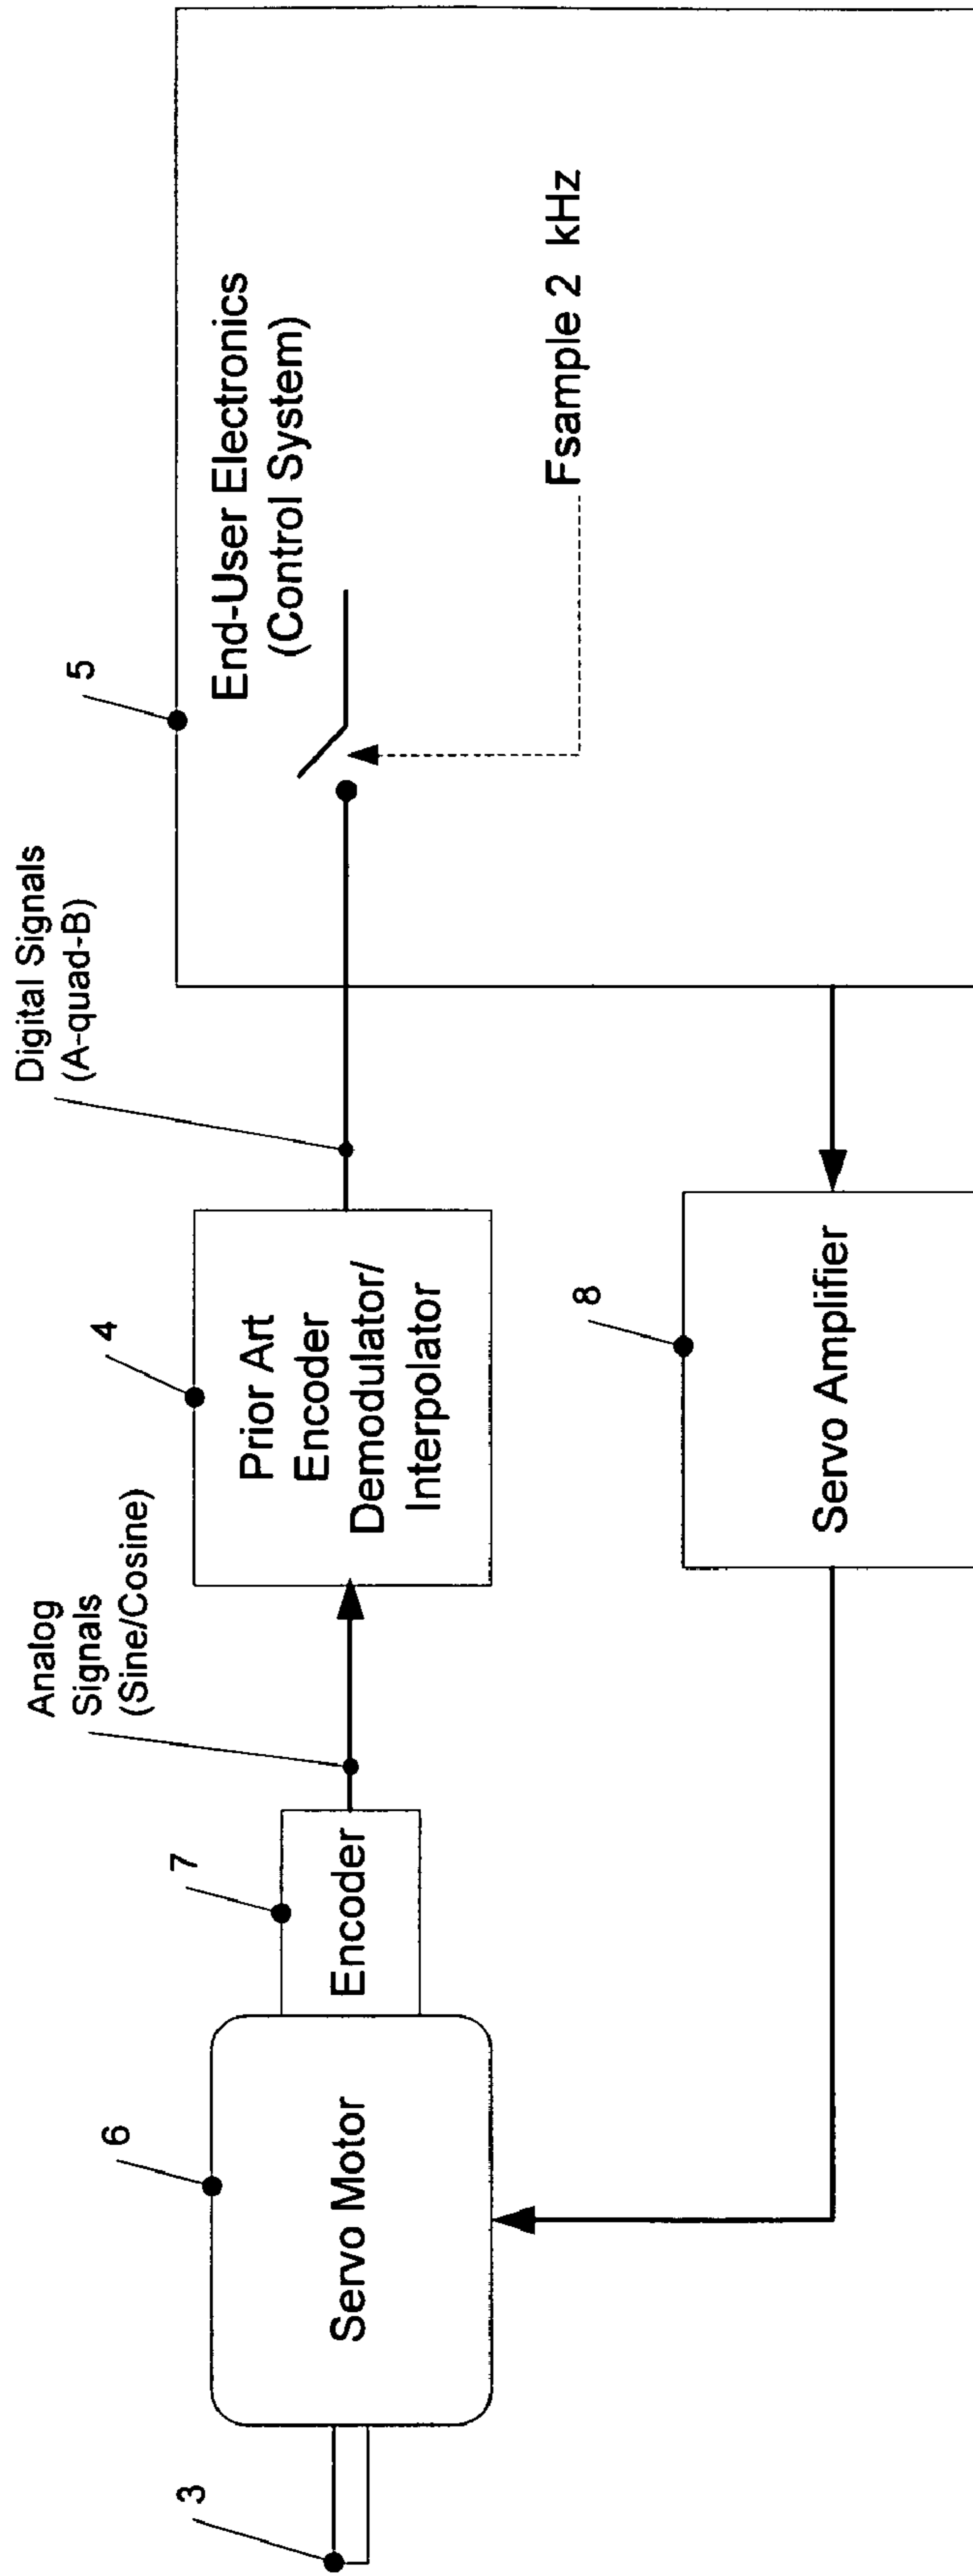 3
6
Servo Motor
7
Encoder
Analog
Signals
(Sine/Cosine)
4
Prior Art
Encoder
Demodulator/
Interpolator
Digital Signals
(A-quad-B)
5
End-User Electronics
(Control System)
Fsample 2 kHz
8
Servo Amplifier